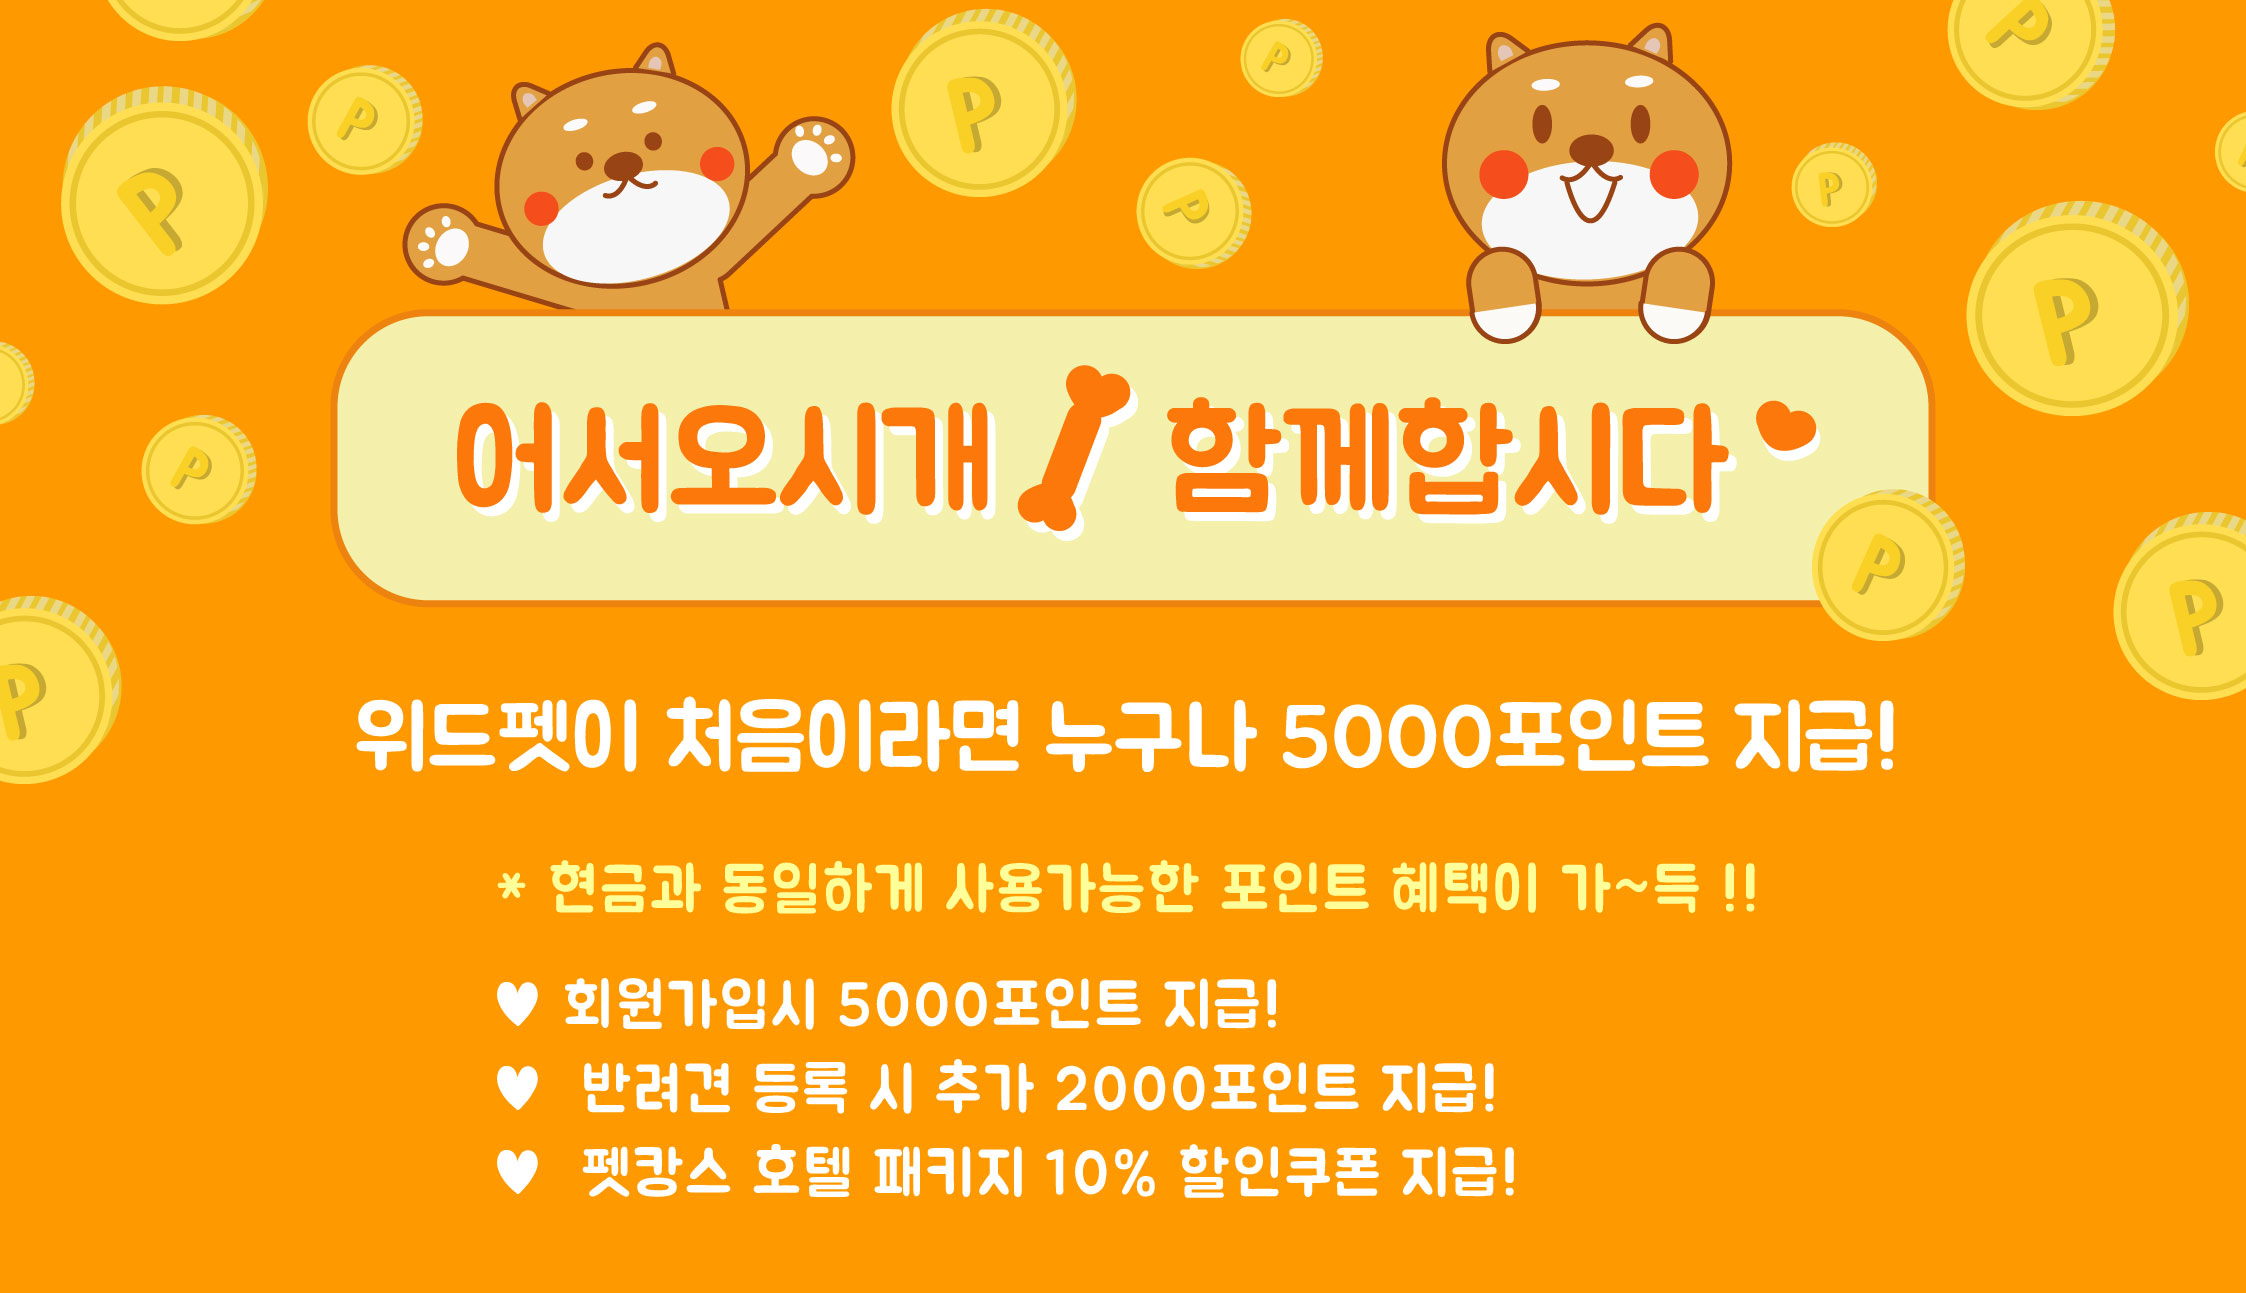 어서오시개 함께합시다
위드펫이 처음이라면 누구나 5000포인트 지급!
* 현금과 동일하게 사용가능한 포인트 혜택이 가~득 !!
♥ 회원가입시 5000포인트 지급!
♥ 반려견 등록 시 추가 2000포인트 지급!
♥ 펫캉스 호텔 패키지 10% 할인쿠폰 지급!
P
P
P
P
P
P
P
P
P
P
P
P
P